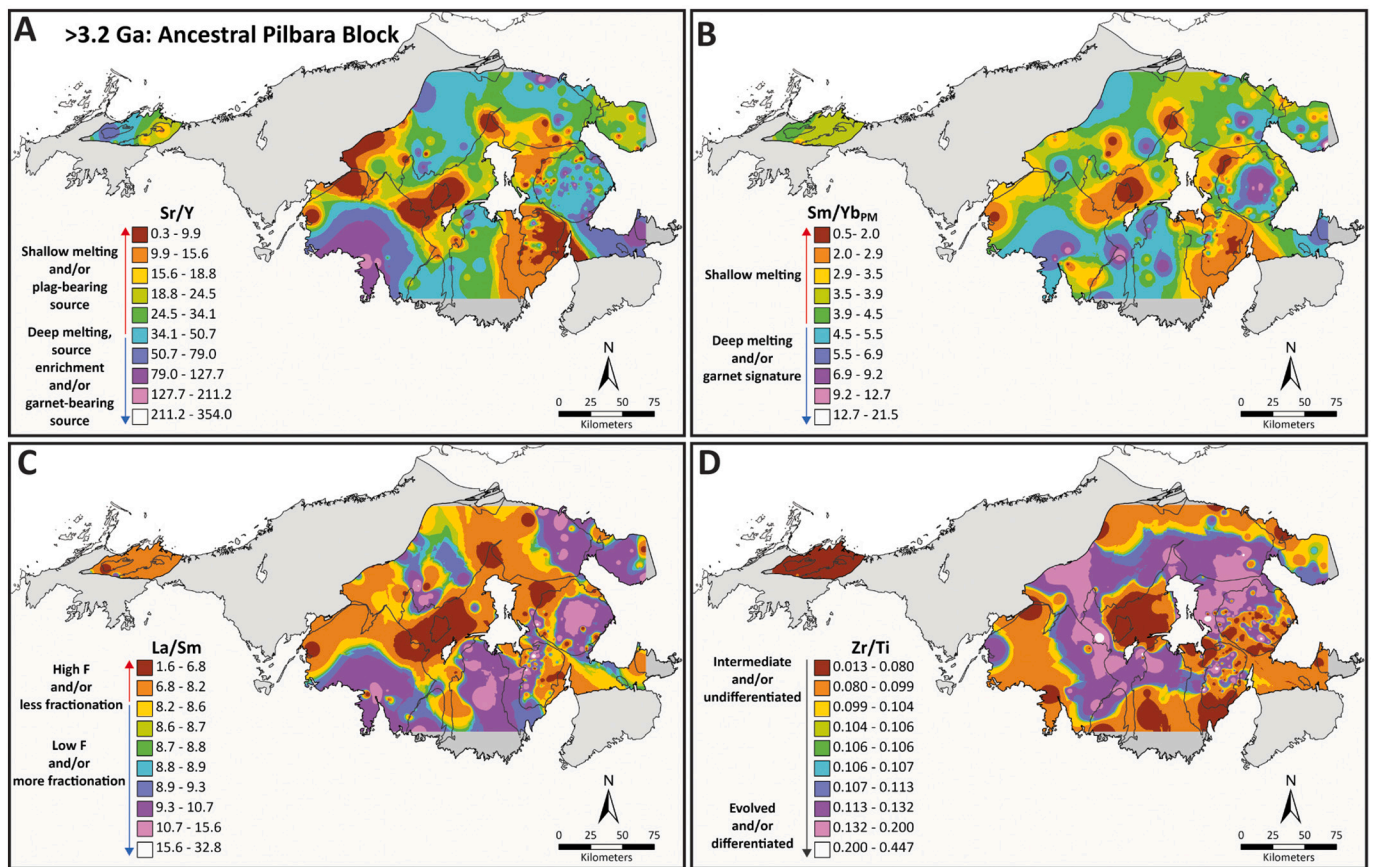 A
>3.2 Ga: Ancestral Pilbara Block
Sr/Y
Shallow melting
and/or
plag-bearing
source
Deep melting,
source
enrichment
and/or
garnet-bearing
source
0.3 - 9.9
9.9 - 15.6
15.6 - 18.8
18.8 - 24.5
24.5 - 34.1
34.1 - 50.7
50.7 - 79.0
79.0 - 127.7
127.7 - 211.2
211.2 - 354.0
N
0 25 50 75
Kilometers
B
Sm/YbPM
Shallow melting
Deep melting
and/or
garnet signature
0.5 - 2.0
2.0 - 2.9
2.9 - 3.5
3.5 - 3.9
3.9 - 4.5
4.5 - 5.5
5.5 - 6.9
6.9 - 9.2
9.2 - 12.7
12.7 - 21.5
N
0 25 50 75
Kilometers
C
La/Sm
High F
and/or
less fractionation
Low F
and/or
more fractionation
1.6 - 6.8
6.8 - 8.2
8.2 - 8.6
8.6 - 8.7
8.7 - 8.8
8.8 - 8.9
8.9 - 9.3
9.3 - 10.7
10.7 - 15.6
15.6 - 32.8
N
0 25 50 75
Kilometers
D
Zr/Ti
Intermediate
and/or
undifferentiated
Evolved
and/or
differentiated
0.013 - 0.080
0.080 - 0.099
0.099 - 0.104
0.104 - 0.106
0.106 - 0.106
0.106 - 0.107
0.107 - 0.113
0.113 - 0.132
0.132 - 0.200
0.200 - 0.447
N
0 25 50 75
Kilometers